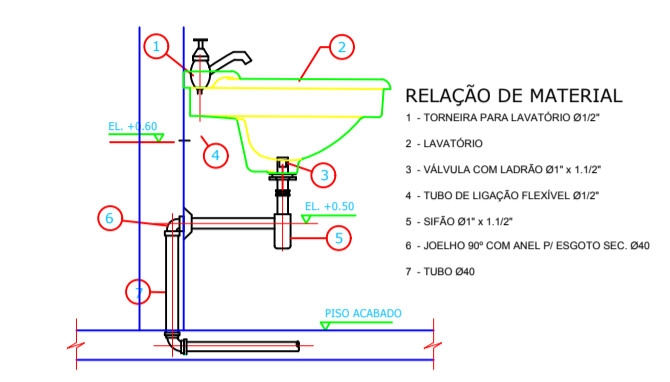 1
2
EL. +0.60
4
3
EL. +0.50
6
5
7
PISO ACABADO
RELAÇÃO DE MATERIAL
1 - TORNEIRA PARA LAVATÓRIO Ø1/2"
2 - LAVATÓRIO
3 - VÁLVULA COM LADRÃO Ø1" x 1.1/2"
4 - TUBO DE LIGAÇÃO FLEXÍVEL Ø1/2"
5 - SIFÃO Ø1" x 1.1/2"
6 - JOELHO 90º COM ANEL P/ ESGOTO SEC. Ø40
7 - TUBO Ø40